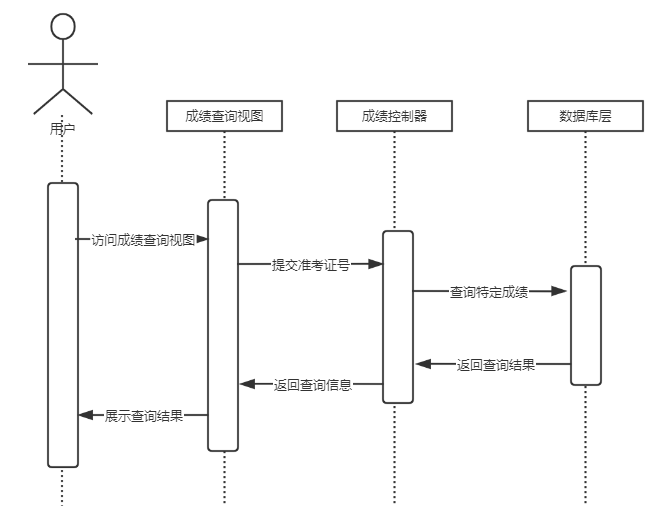 用户
成绩查询视图
成绩控制器
数据库层
访问成绩查询视图
提交准考证号
查询特定成绩
返回查询结果
返回查询信息
展示查询结果